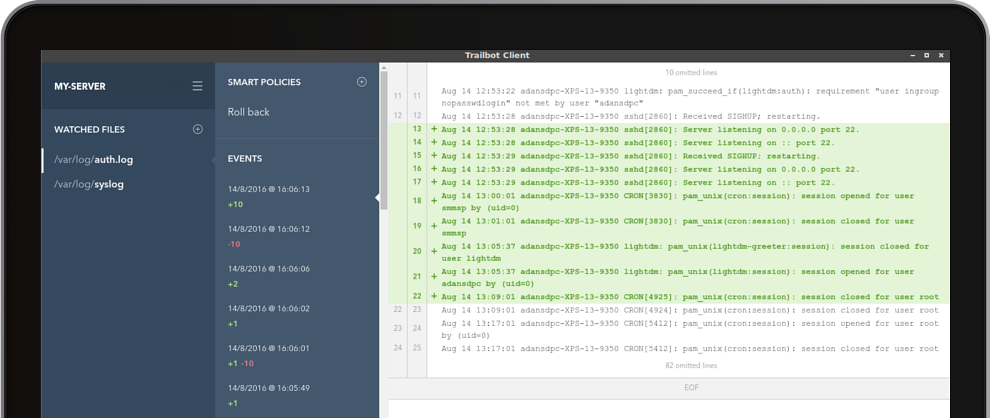 Trailbot Client
MY-SERVER
WATCHED FILES
/var/log/auth.log
/var/log/syslog
SMART POLICIES
Roll back
EVENTS
14/8/2016 @ 16:06:13
+10
14/8/2016 @ 16:06:12
-10
14/8/2016 @ 16:06:06
+2
14/8/2016 @ 16:06:02
+1
14/8/2016 @ 16:06:01
+1 -10
14/8/2016 @ 16:05:49
+1
10 omitted lines
11 11 Aug 14 12:53:22 adansdpc-XPS-13-9350 lightdm: pam_succeed_if(lightdm:auth): requirement "user ingroup
nopasswdlogin" not met by user "adansdpc"
12 12 Aug 14 12:53:28 adansdpc-XPS-13-9350 sshd[2860]: Received SIGHUP; restarting.
13 + Aug 14 12:53:28 adansdpc-XPS-13-9350 sshd[2860]: Server listening on 0.0.0.0 port 22.
14 + Aug 14 12:53:28 adansdpc-XPS-13-9350 sshd[2860]: Server listening on :: port 22.
15 + Aug 14 12:53:29 adansdpc-XPS-13-9350 sshd[2860]: Received SIGHUP; restarting.
16 + Aug 14 12:53:29 adansdpc-XPS-13-9350 sshd[2860]: Server listening on 0.0.0.0 port 22.
17 + Aug 14 12:53:29 adansdpc-XPS-13-9350 sshd[2860]: Server listening on :: port 22.
18 + Aug 14 13:00:01 adansdpc-XPS-13-9350 CRON[3830]: pam_unix(cron:session): session opened for user
smmsp by (uid=0)
19 + Aug 14 13:01:01 adansdpc-XPS-13-9350 CRON[3830]: pam_unix(cron:session): session closed for user
smmsp
20 + Aug 14 13:05:37 adansdpc-XPS-13-9350 lightdm: pam_unix(lightdm-greeter:session): session closed for
user lightdm
21 + Aug 14 13:05:37 adansdpc-XPS-13-9350 lightdm: pam_unix(lightdm:session): session opened for user
adansdpc by (uid=0)
22 + Aug 14 13:09:01 adansdpc-XPS-13-9350 CRON[4925]: pam_unix(cron:session): session closed for user root
22 23 Aug 14 13:09:01 adansdpc-XPS-13-9350 CRON[4924]: pam_unix(cron:session): session closed for user root
23 24 Aug 14 13:17:01 adansdpc-XPS-13-9350 CRON[5412]: pam_unix(cron:session): session opened for user root
by (uid=0)
24 25 Aug 14 13:17:01 adansdpc-XPS-13-9350 CRON[5412]: pam_unix(cron:session): session closed for user root
82 omitted lines
EOF